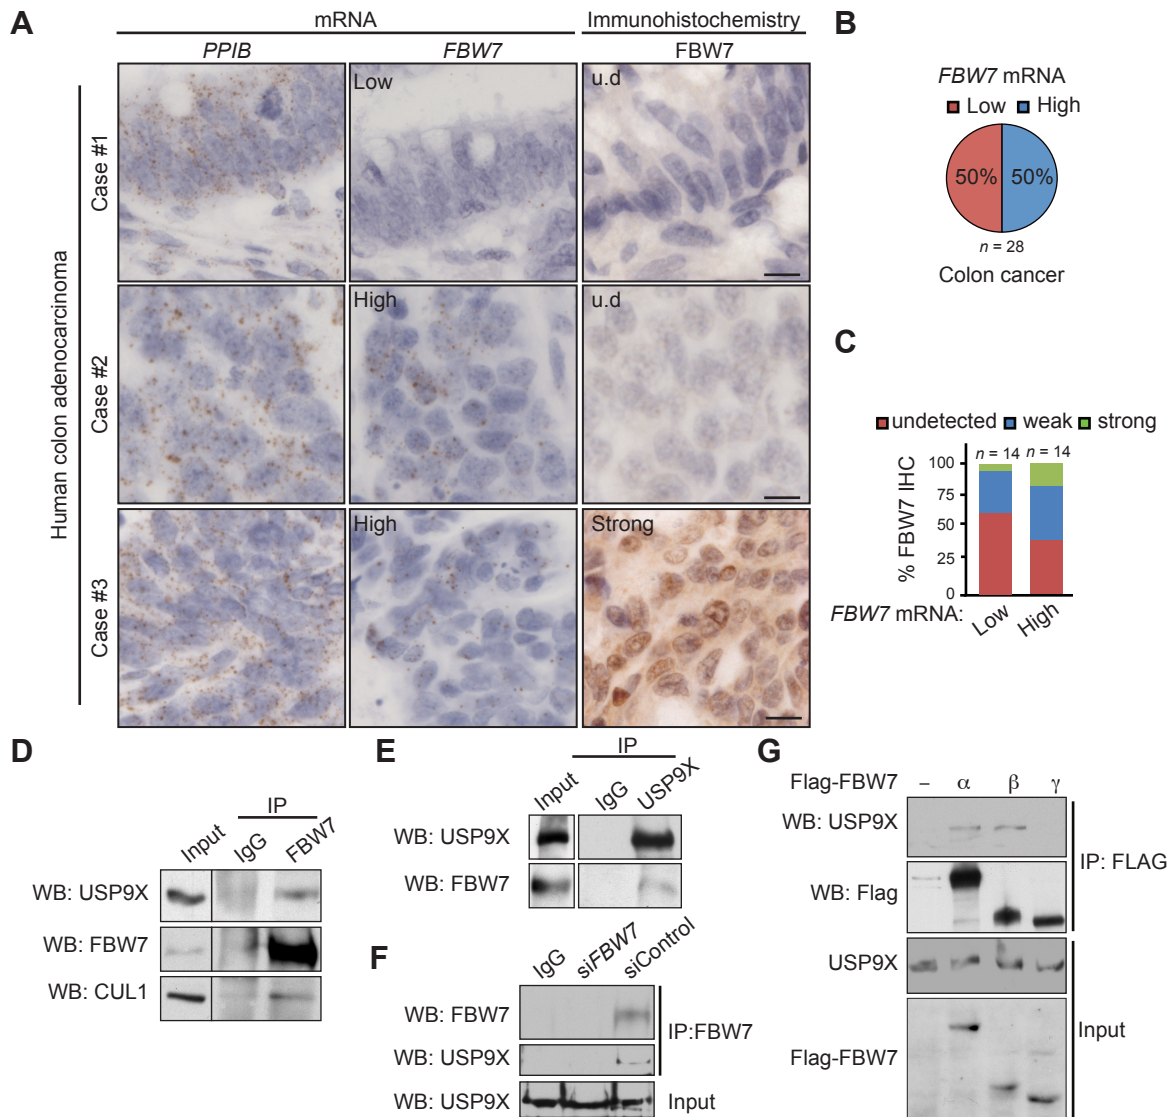 A
mRNA
Immunohistochemistry
PPIB
FBW7
FBW7
Human colon adenocarcinoma
Case #1
Low
u.d
Case #2
High
u.d
Case #3
High
Strong
B
FBW7 mRNA
Low High
50% 50%
n = 28
Colon cancer
C
undetected weak strong
n = 14 n = 14
% FBW7 IHC
100
75
50
25
0
FBW7 mRNA:
Low High
D
IP
Input IgG FBW7
WB: USP9X
WB: FBW7
WB: CUL1
E
IP
Input IgG USP9X
WB: USP9X
WB: FBW7
F
IgG siFBW7 siControl
WB: FBW7
WB: USP9X
IP:FBW7
WB: USP9X
Input
G
Flag-FBW7 – α β γ
WB: USP9X
WB: Flag
IP: FLAG
USP9X
Flag-FBW7
Input